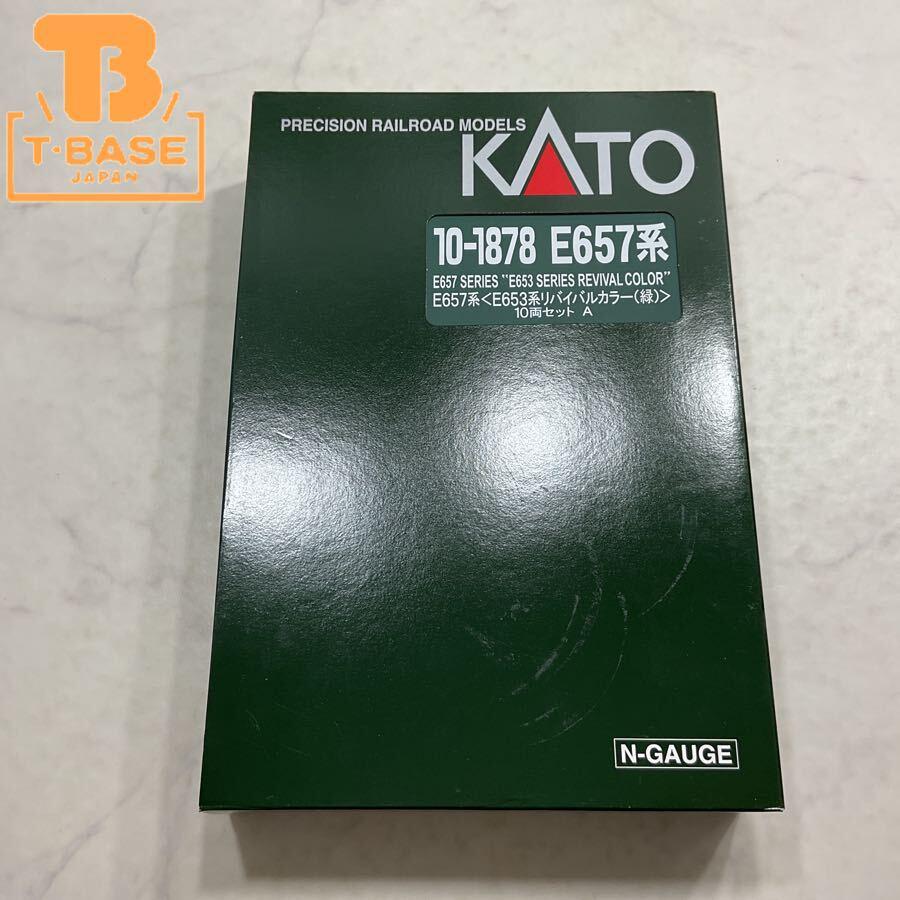 B
T・BASE
JAPAN
PRECISION RAILROAD MODELS
KATO
10-1878 E657系
E657 SERIES "E653 SERIES REVIVAL COLOR"
E657系<E653系リバイバルカラー(緑)>
10両セット A
N-GAUGE